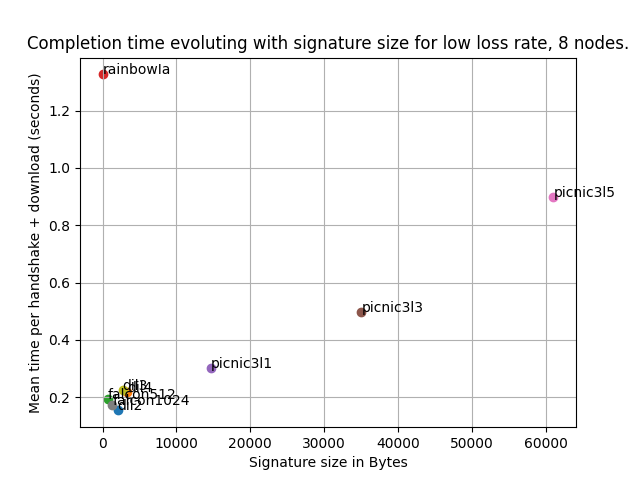 Completion time evoluting with signature size for low loss rate, 8 nodes.
Mean time per handshake + download (seconds)
1.2
1.0
0.8
0.6
0.4
0.2
rainbowIa
picnic3l5
picnic3l3
picnic3l1
dil3
dil4
falcon512
falcon1024
dil2
0
10000
20000
30000
40000
50000
60000
Signature size in Bytes